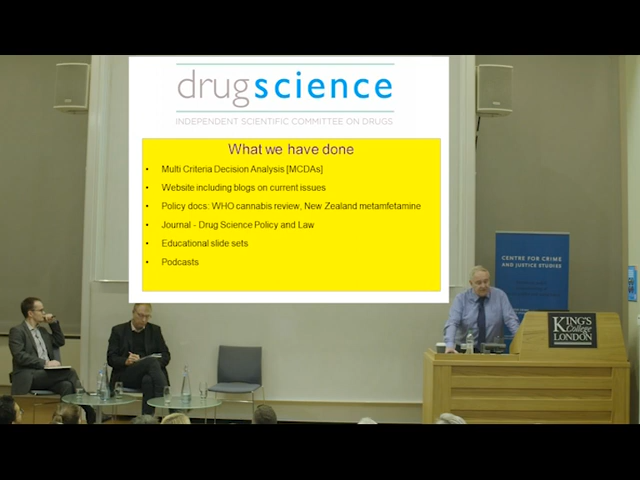 drugscience
INDEPENDENT SCIENTIFIC COMMITTEE ON DRUGS
What we have done
• Multi Criteria Decision Analysis [MCDAs]
• Website including blogs on current issues
• Policy docs: WHO cannabis review, New Zealand metamfetamine
• Journal - Drug Science Policy and Law
• Educational slide sets
• Podcasts
CENTRE FOR CRIME
AND JUSTICE STUDIES
KING'S
College
LONDON